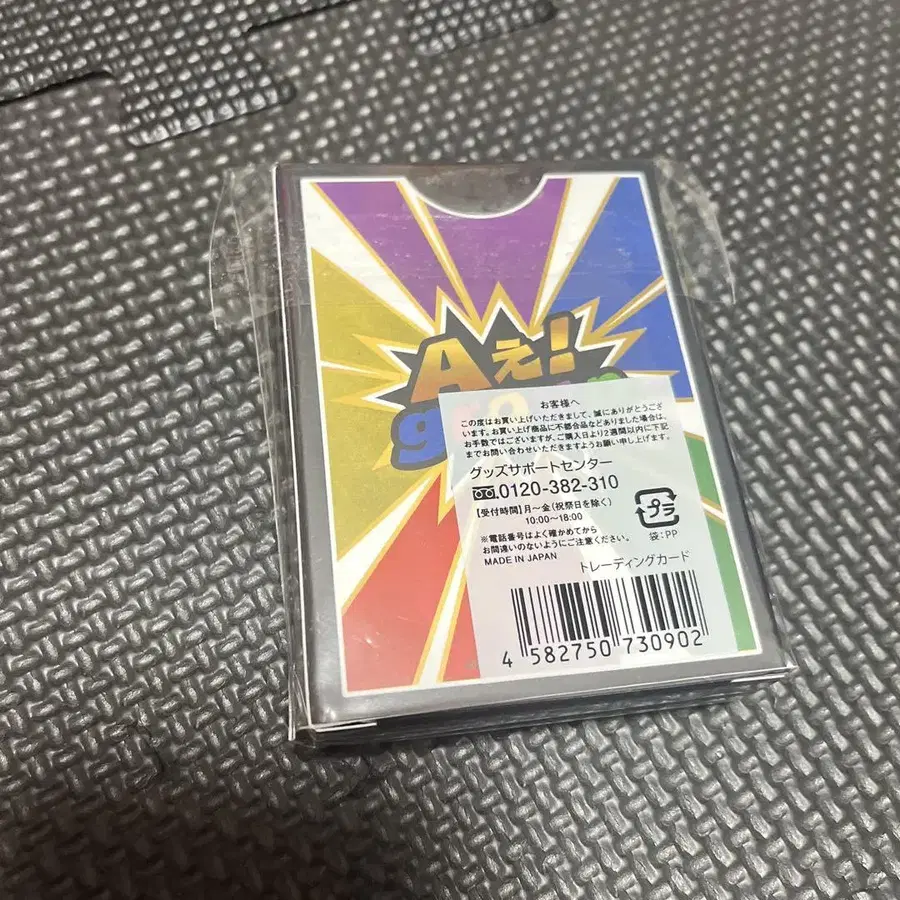 Aぇ!
group
お客様へ
この度はお買い上げいただきまして、誠にありがとうござ
います。お買い上げ商品に不都合品などありました場合は、
お手数ではございますが、ご購入日より2週間以内に下記
までお問い合わせいただきますようお願い申し上げます。
グッズサポートセンター
0120-382-310
【受付時間】月〜金(祝祭日を除く)
10:00〜18:00
※電話番号はよく確かめてから
お間違いのないようにご注意ください。
MADE IN JAPAN
プラ
袋:PP
トレーディングカード
4 582750 730902